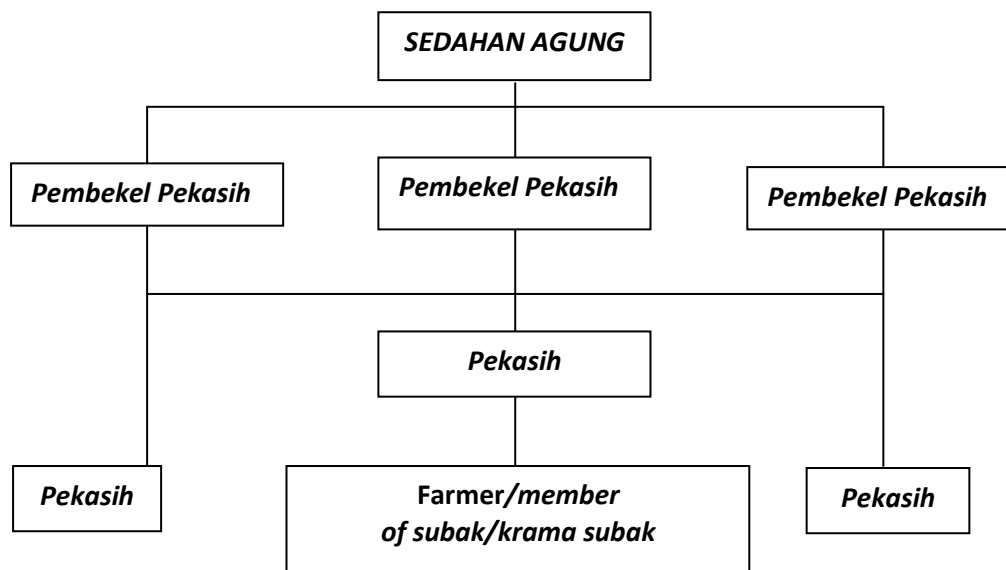 SEDAHAN AGUNG
Pembekel Pekasih
Pembekel Pekasih
Pembekel Pekasih
Pekasih
Pekasih
Farmer/member
of subak/krama subak
Pekasih